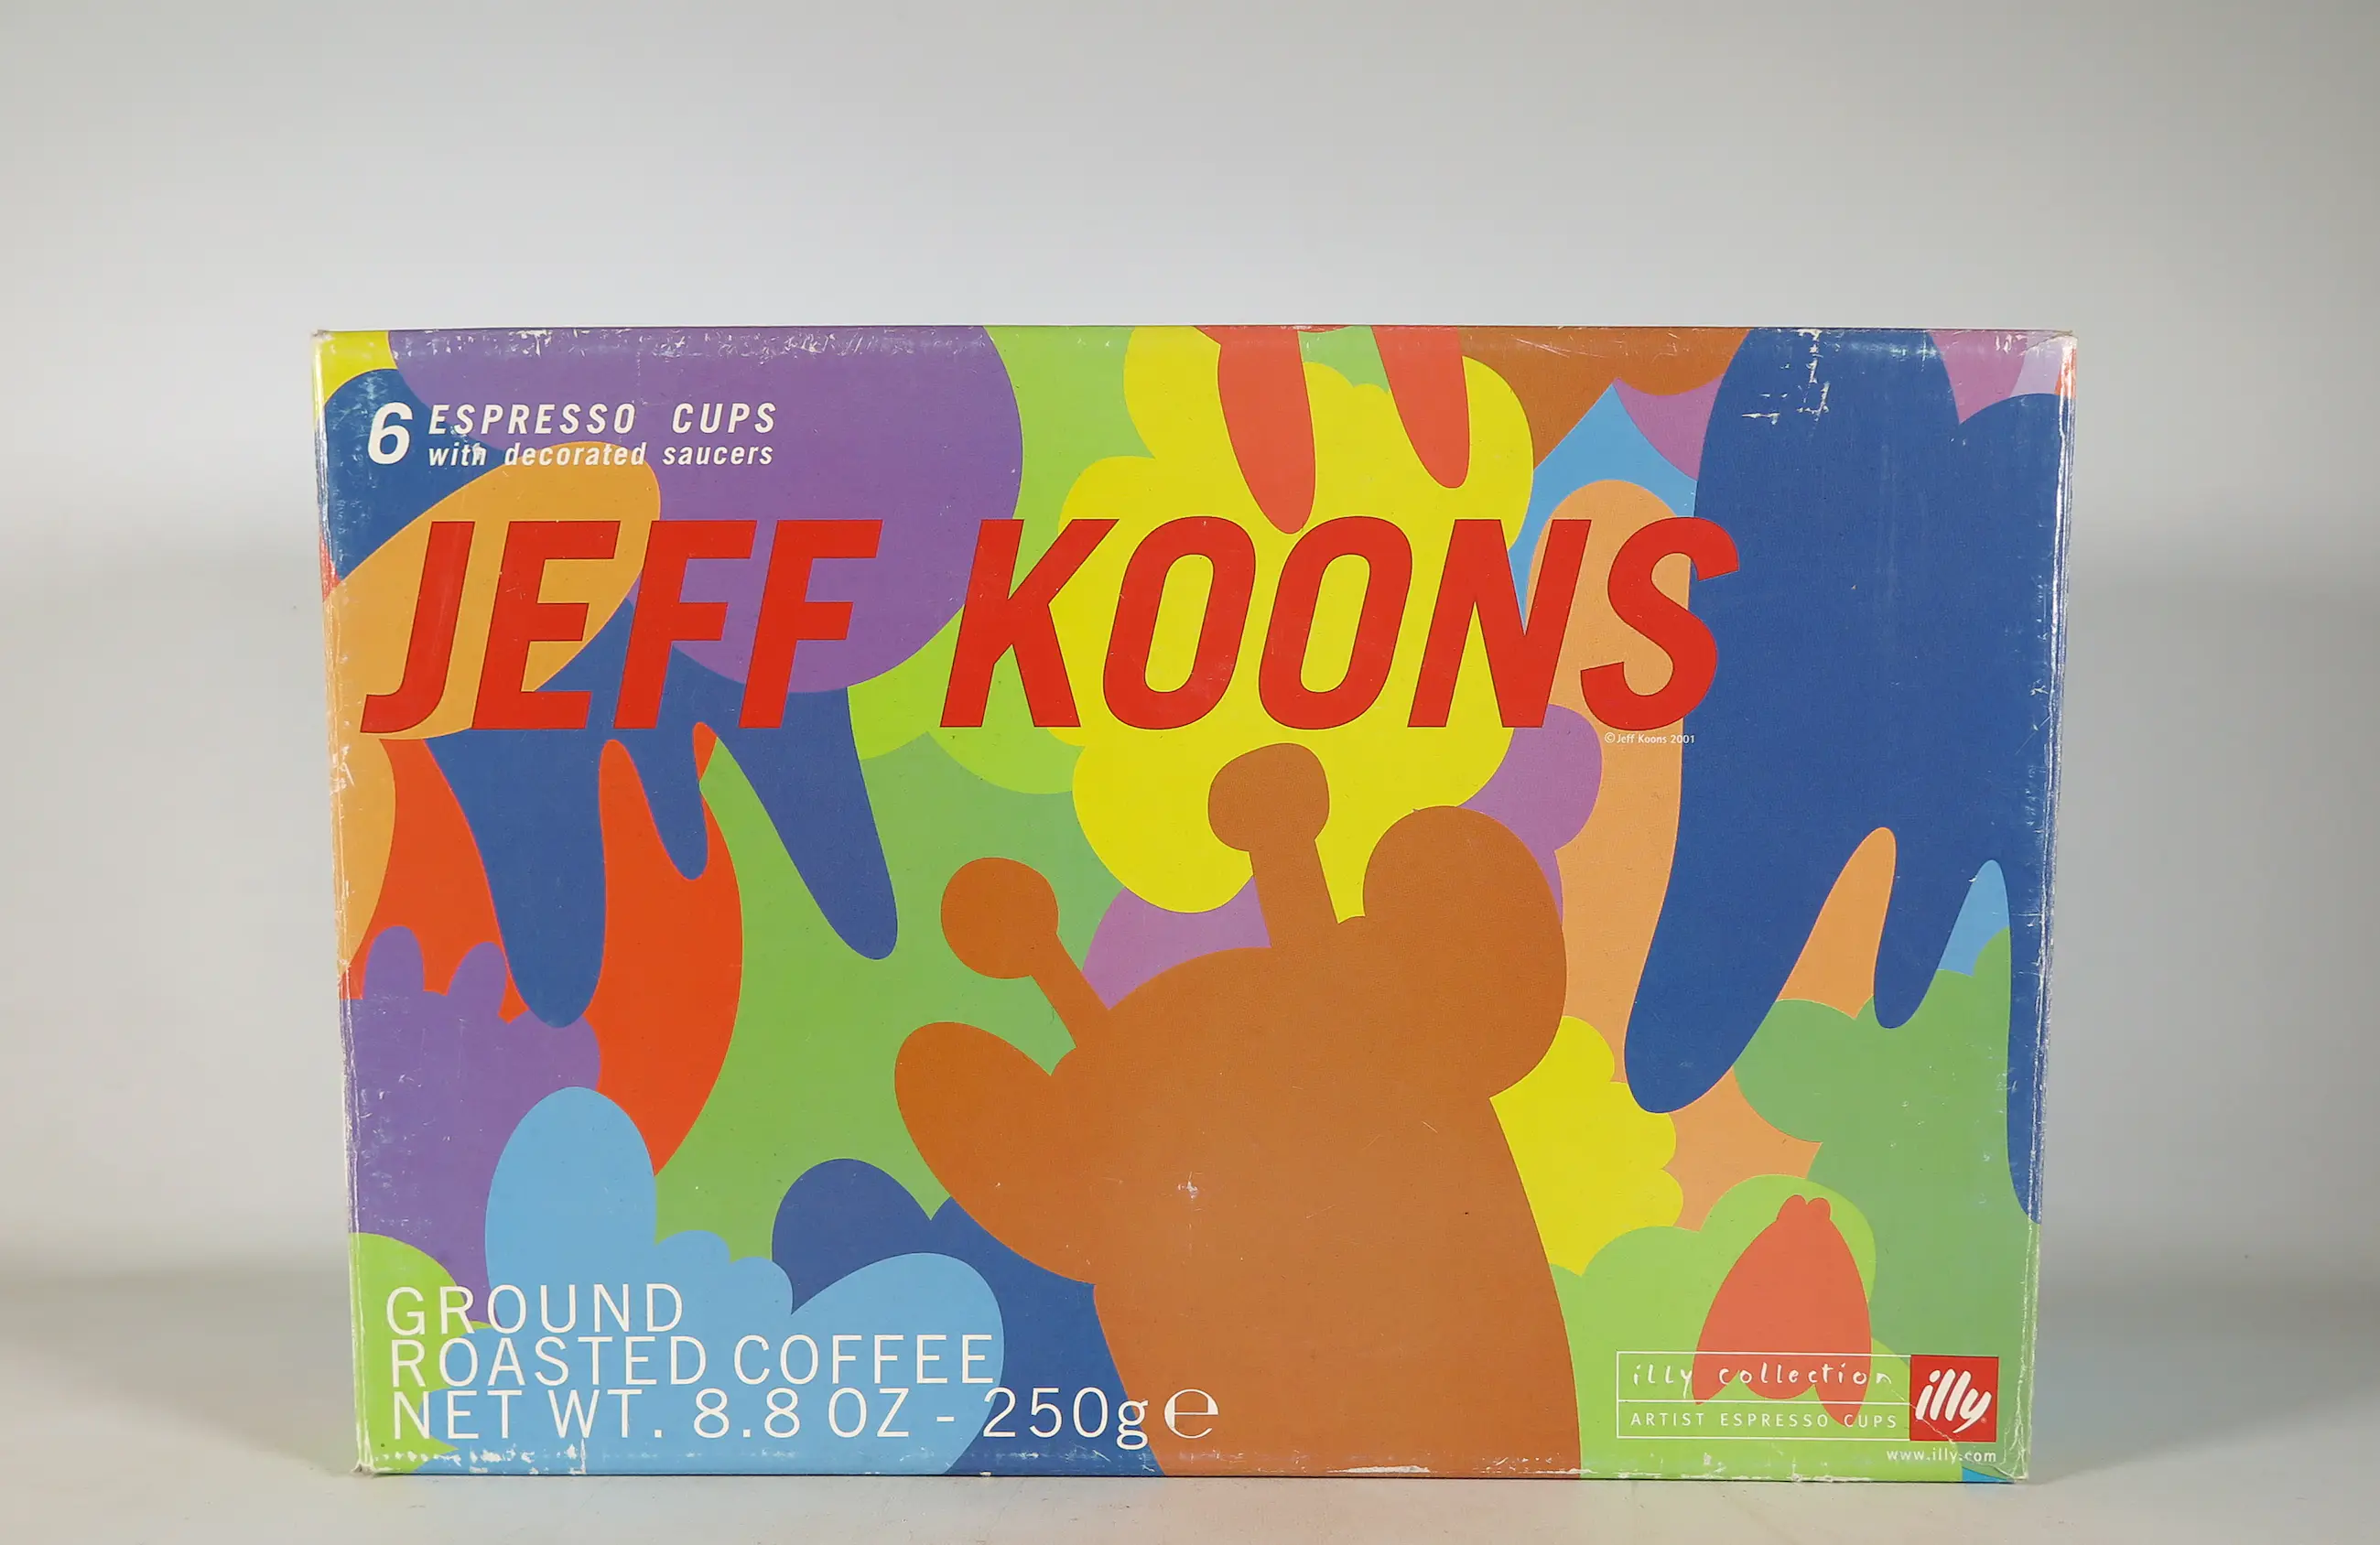 6 ESPRESSO CUPS
with decorated saucers
JEFF KOONS
©Jeff Koons 2001
GROUND
ROASTED COFFEE
NET WT. 8.8 OZ - 250g ℮
illy collection
ARTIST ESPRESSO CUPS
illy
www.illy.com